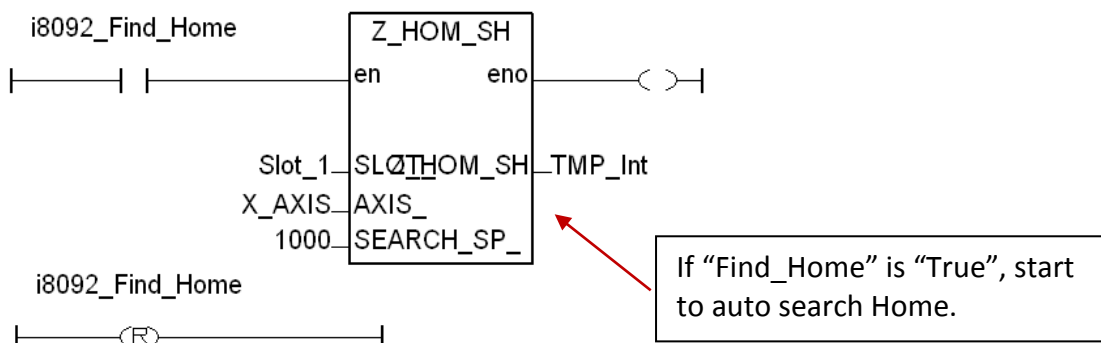 i8092_Find_Home
Z_HOM_SH
en eno
Slot_1 SLOT_ Z_HOM_SH TMP_Int
X_AXIS AXIS_
1000 SEARCH_SP_
If “Find_Home” is “True”, start
to auto search Home.
i8092_Find_Home
R